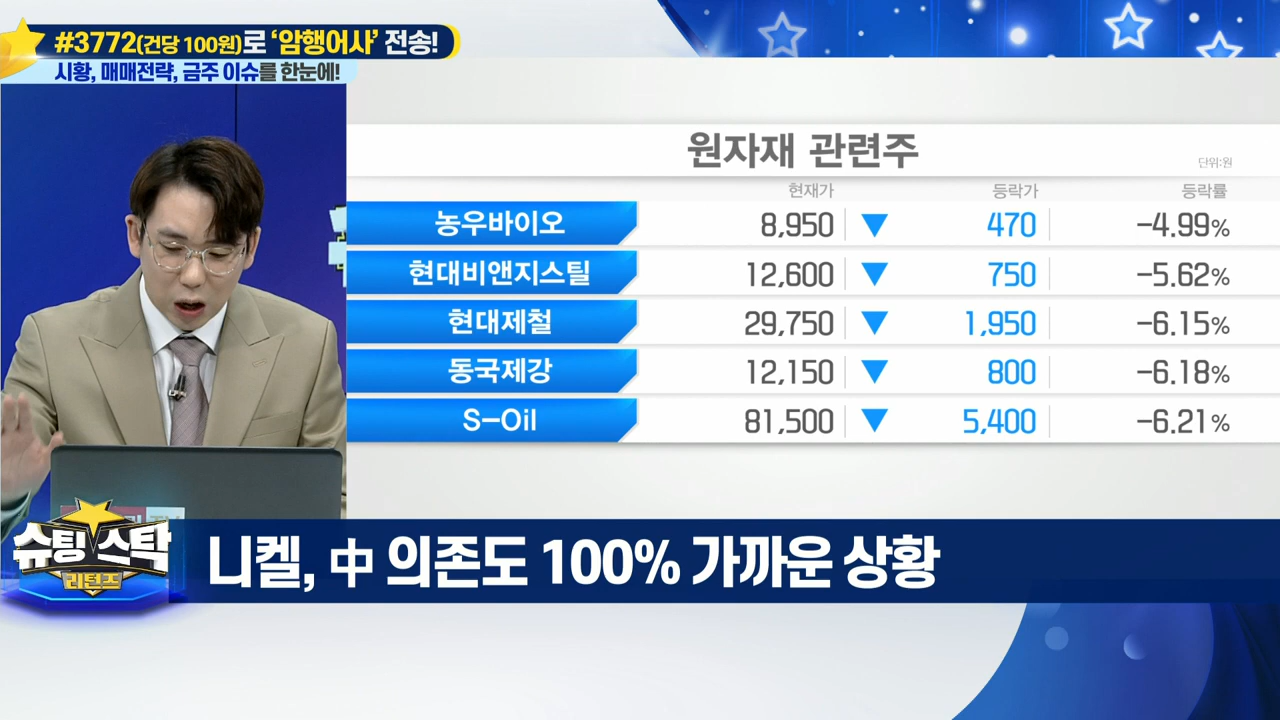 #3772(건당 100원)로 '암행어사' 전송!
시황, 매매전략, 금주 이슈를 한눈에!
원자재 관련주
단위:원
현재가 등락가 등락률
농우바이오 8,950 ▼ 470 -4.99%
현대비앤지스틸 12,600 ▼ 750 -5.62%
현대제철 29,750 ▼ 1,950 -6.15%
동국제강 12,150 ▼ 800 -6.18%
S-Oil 81,500 ▼ 5,400 -6.21%
슈팅 스탁
리턴즈
니켈, 中 의존도 100% 가까운 상황